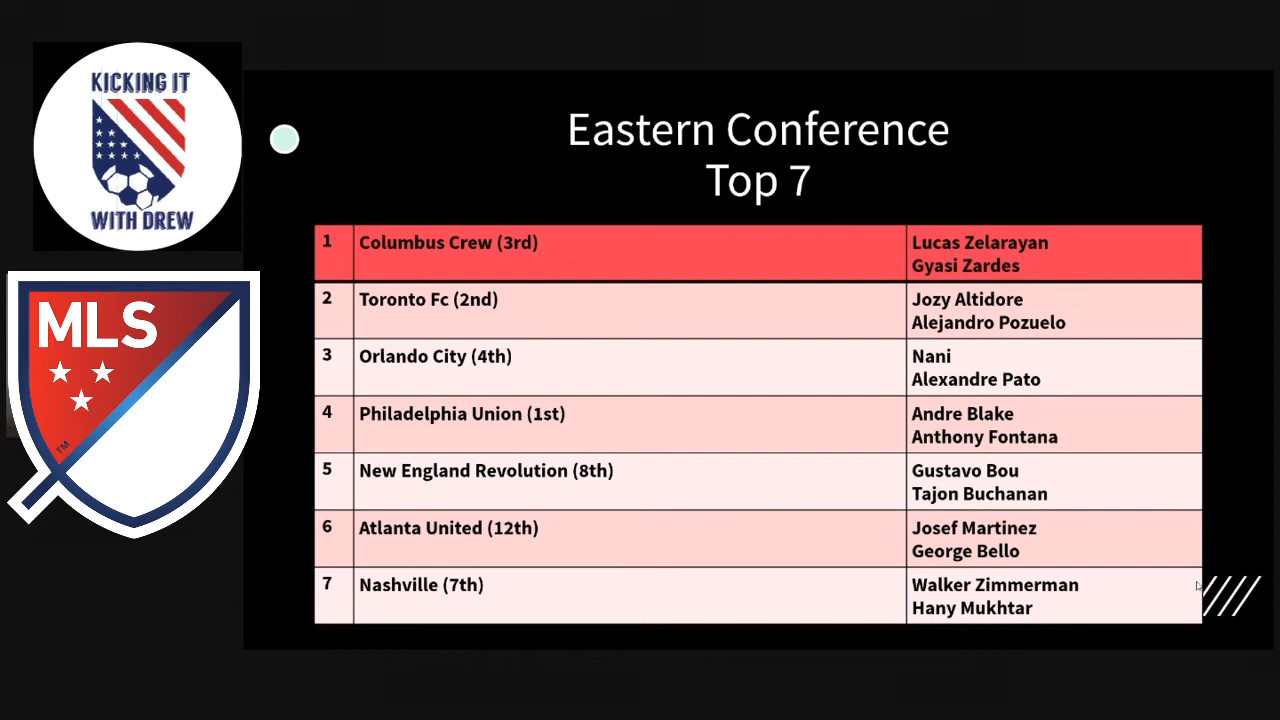 KICKING IT
WITH DREW
MLS
TM
Eastern Conference
Top 7
1 Columbus Crew (3rd) Lucas Zelarayan
Gyasi Zardes
2 Toronto Fc (2nd) Jozy Altidore
Alejandro Pozuelo
3 Orlando City (4th) Nani
Alexandre Pato
4 Philadelphia Union (1st) Andre Blake
Anthony Fontana
5 New England Revolution (8th) Gustavo Bou
Tajon Buchanan
6 Atlanta United (12th) Josef Martinez
George Bello
7 Nashville (7th) Walker Zimmerman
Hany Mukhtar